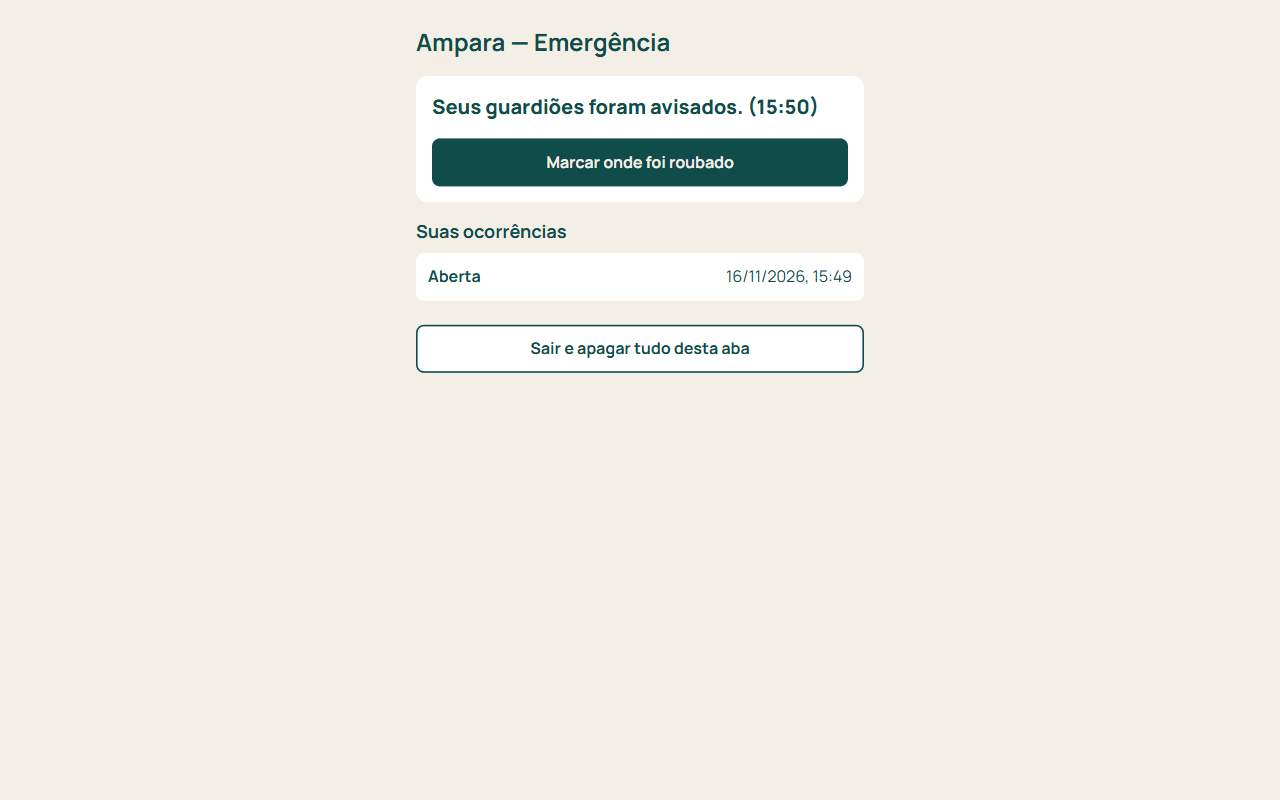 Ampara — Emergência
Seus guardiões foram avisados. (15:50)
Marcar onde foi roubado
Suas ocorrências
Aberta 16/11/2026, 15:49
Sair e apagar tudo desta aba